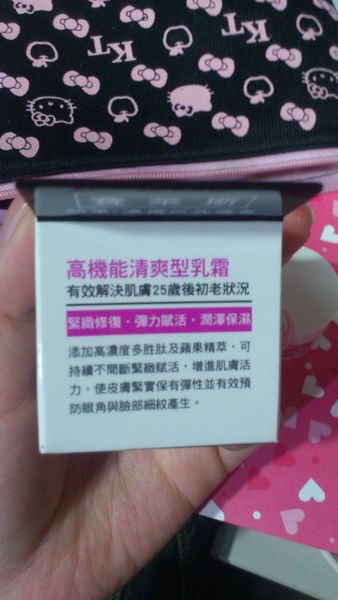 KT
KT
寶萊斯
高機能清爽型乳霜
有效解決肌膚25歲後初老狀況
緊緻修復・彈力賦活・潤澤保濕
添加高濃度多胜肽及蘋果精萃、可
持續不間斷緊緻賦活，增進肌膚活
力，使皮膚緊實保有彈性並有效預
防眼角與臉部細紋產生。